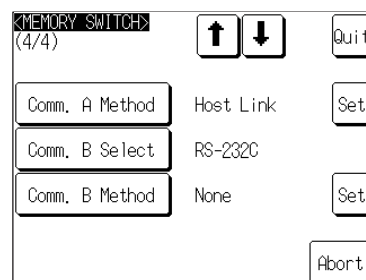 <MEMORY SWITCH>
(4/4)
Quit
Comm. A Method Host Link Set
Comm. B Select RS-232C
Comm. B Method None Set
Abort